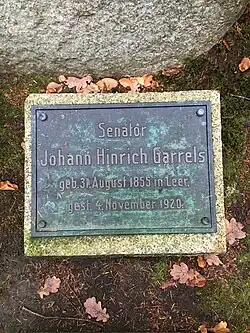 Senator
Johann Hinrich Garrels
geb. 31. August 1855 in Leer,
gest. 4. November 1920.